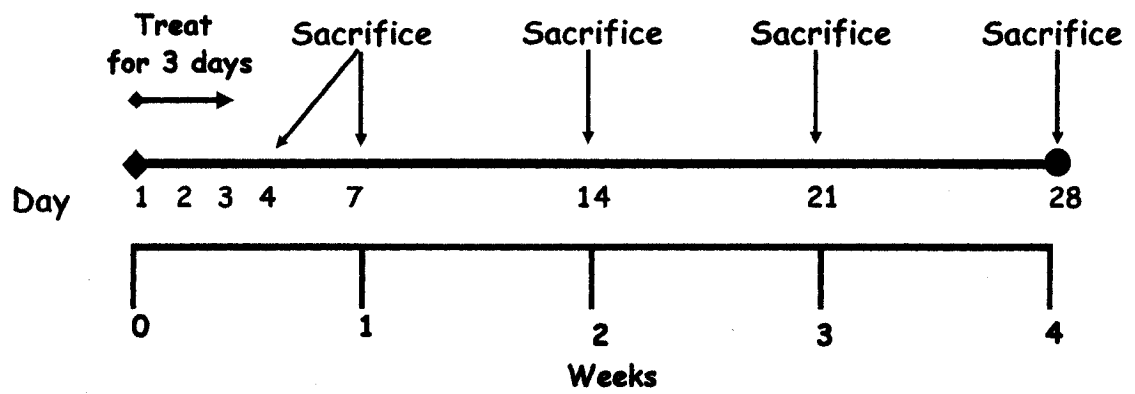 Treat
for 3 days
Sacrifice Sacrifice Sacrifice Sacrifice
Day 1 2 3 4 7 14 21 28
0 1 2 3 4
Weeks